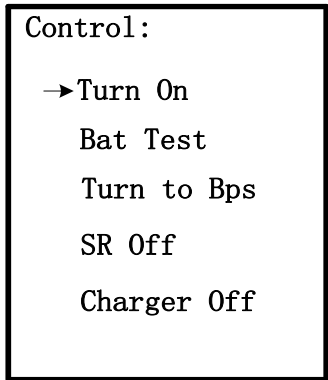 Control:
→Turn On
Bat Test
Turn to Bps
SR Off
Charger Off